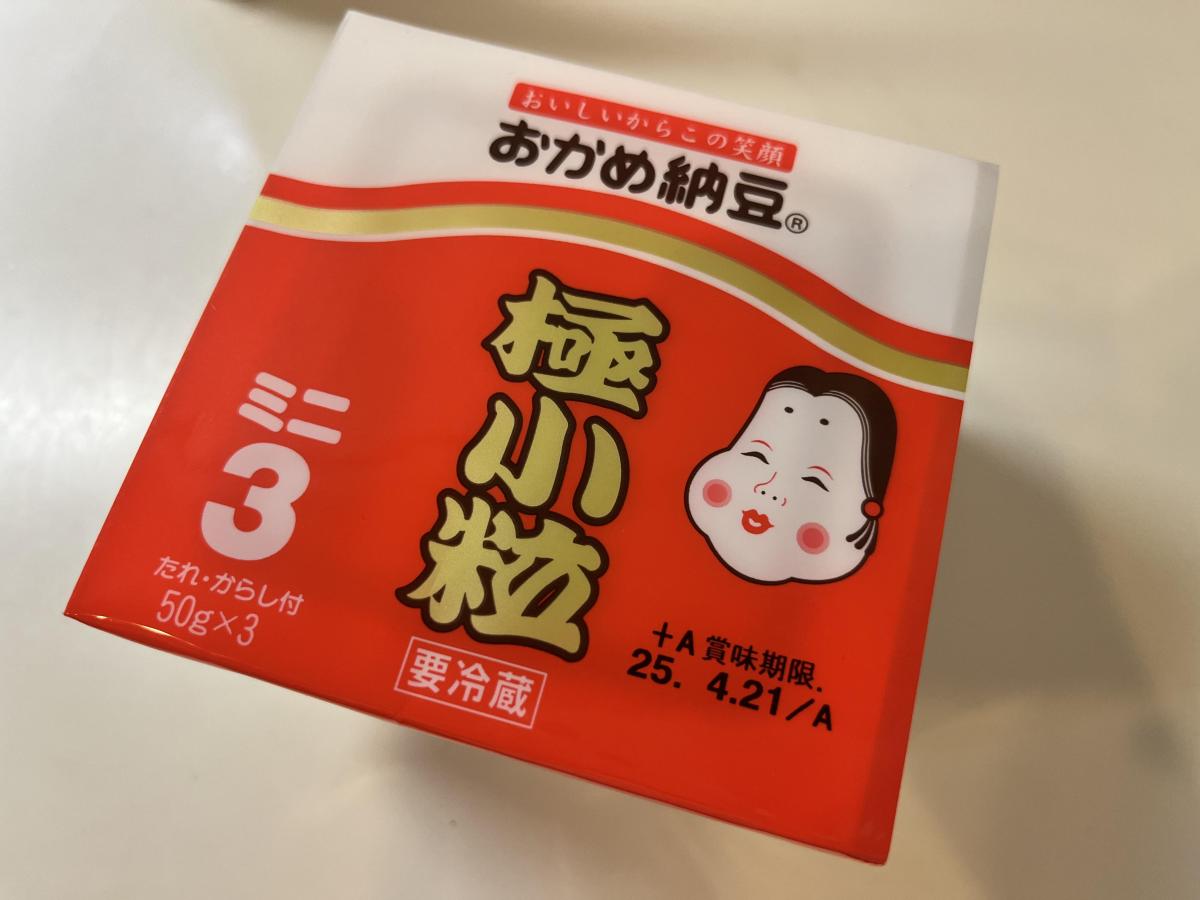 おいしいからこの笑顔
おかめ納豆®
極小粒
ミニ
3
たれ・からし付
50g×3
要冷蔵
+A 賞味期限.
25. 4.21/A